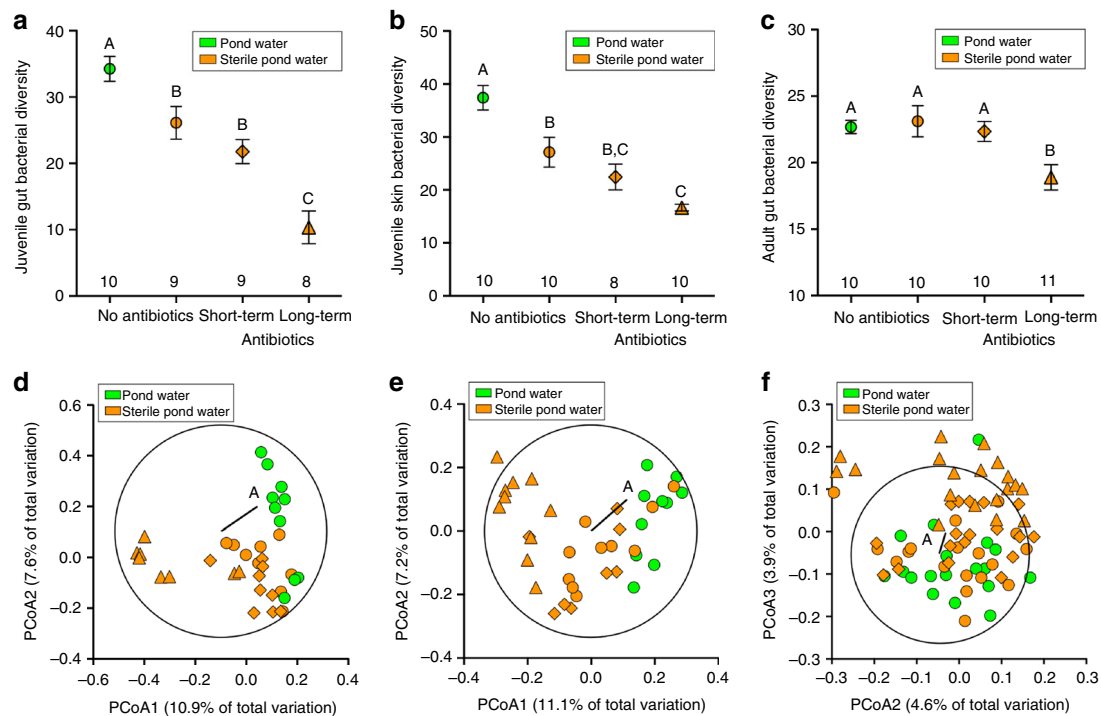 a
Juvenile gut bacterial diversity
40
30
20
10
0
Pond water
Sterile pond water
A
B
B
C
10 9 9 8
No antibiotics Short-term Long-term
Antibiotics
b
Juvenile skin bacterial diversity
50
40
30
20
10
0
Pond water
Sterile pond water
A
B
B,C
C
10 10 8 10
No antibiotics Short-term Long-term
Antibiotics
c
Adult gut bacterial diversity
30
25
20
15
10
Pond water
Sterile pond water
A
A
A
B
10 10 10 11
No antibiotics Short-term Long-term
Antibiotics
d
Pond water
Sterile pond water
PCoA2 (7.6% of total variation)
0.6
0.4
0.2
0.0
–0.2
–0.4
A
–0.6 –0.4 –0.2 0.0 0.2 0.4
PCoA1 (10.9% of total variation)
e
Pond water
Sterile pond water
PCoA2 (7.2% of total variation)
0.4
0.2
0.0
–0.2
–0.4
A
–0.4 –0.2 0.0 0.2 0.4
PCoA1 (11.1% of total variation)
f
Pond water
Sterile pond water
PCoA3 (3.9% of total variation)
0.3
0.2
0.1
0.0
–0.1
–0.2
–0.3
A
–0.3 –0.2 –0.1 0.0 0.1 0.2 0.3
PCoA2 (4.6% of total variation)